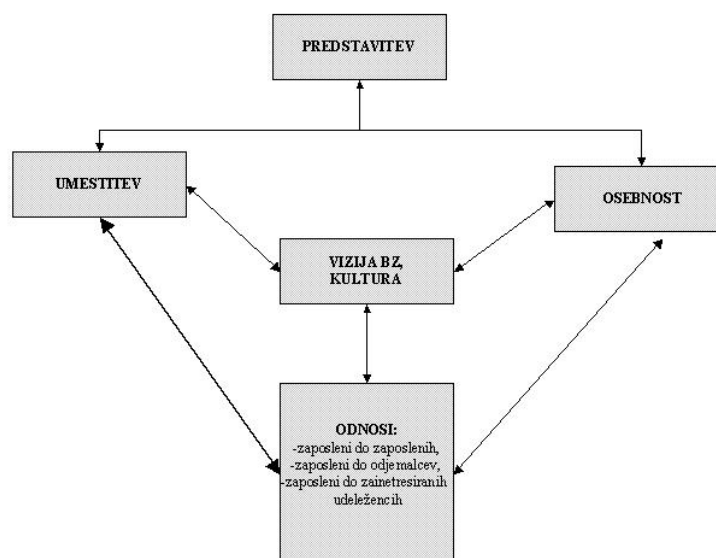 PREDSTAVITEV
UMESTITEV
OSEBNOST
VIZIJA BZ,
KULTURA
ODNOSI:
-zaposleni do zaposlenih,
-zaposleni do odjemalcev,
-zaposleni do zainetresiranih
udeležencih